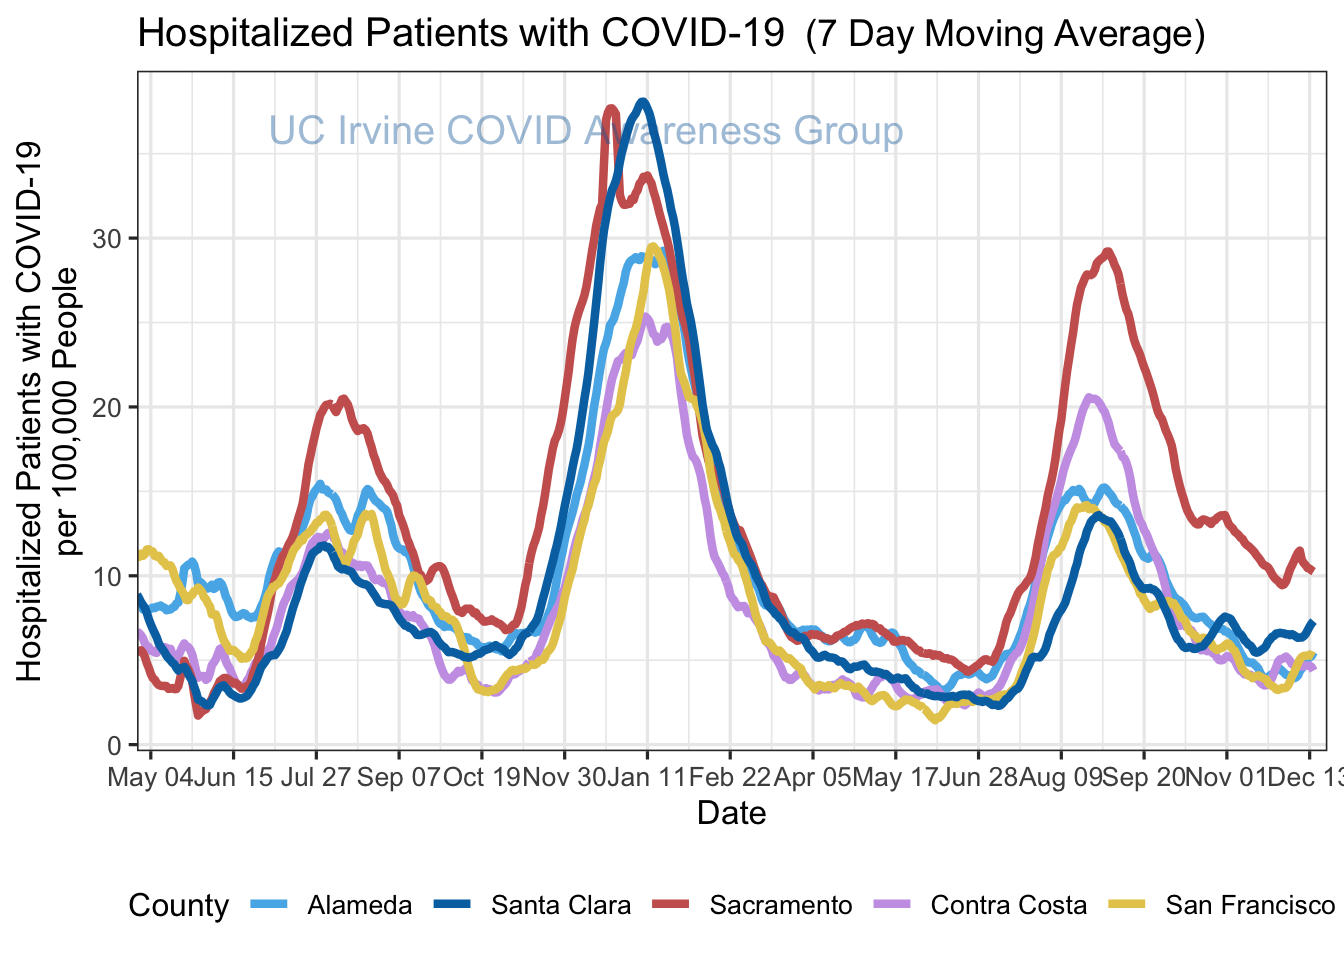 Hospitalized Patients with COVID-19  (7 Day Moving Average)
UC Irvine COVID Awareness Group
Hospitalized Patients with COVID-19
per 100,000 People
30
20
10
0
May 04 Jun 15 Jul 27 Sep 07 Oct 19 Nov 30 Jan 11 Feb 22 Apr 05 May 17 Jun 28 Aug 09 Sep 20 Nov 01 Dec 13
Date
County Alameda Santa Clara Sacramento Contra Costa San Francisco